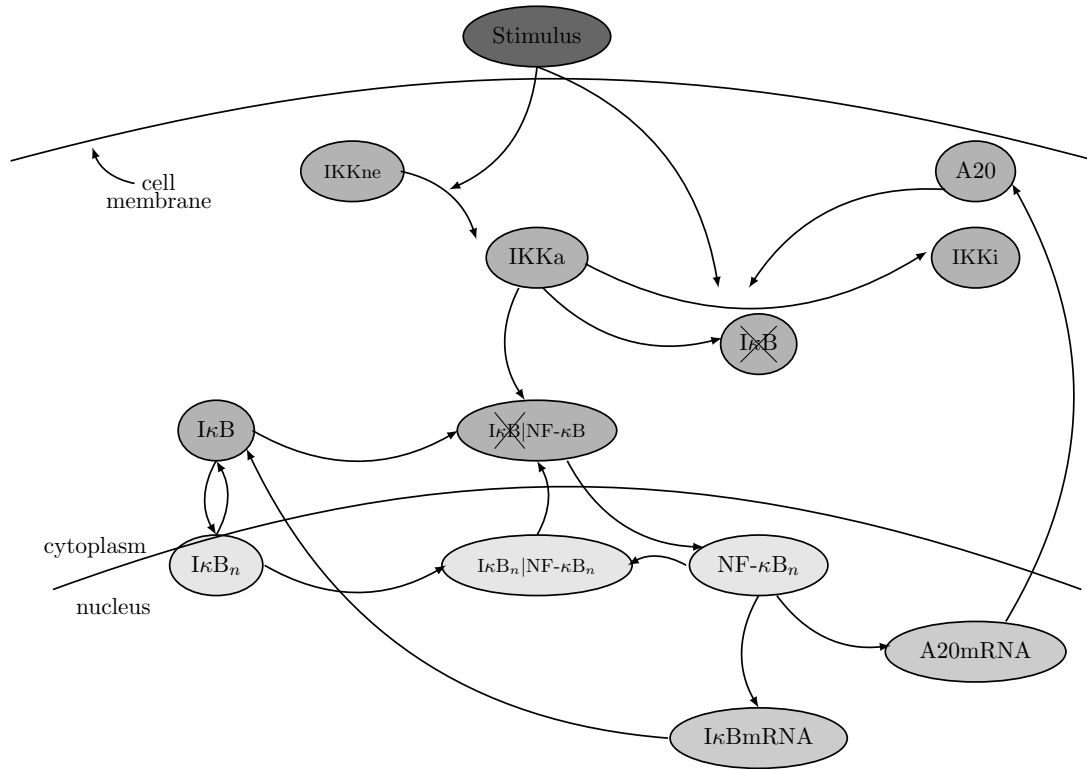 Stimulus
IKKne
A20
cell
membrane
IKKa
IKKi
IκB
IκB
IκB|NF-κB
cytoplasm
IκBₙ
IκBₙ|NF-κBₙ
NF-κBₙ
nucleus
A20mRNA
IκBmRNA